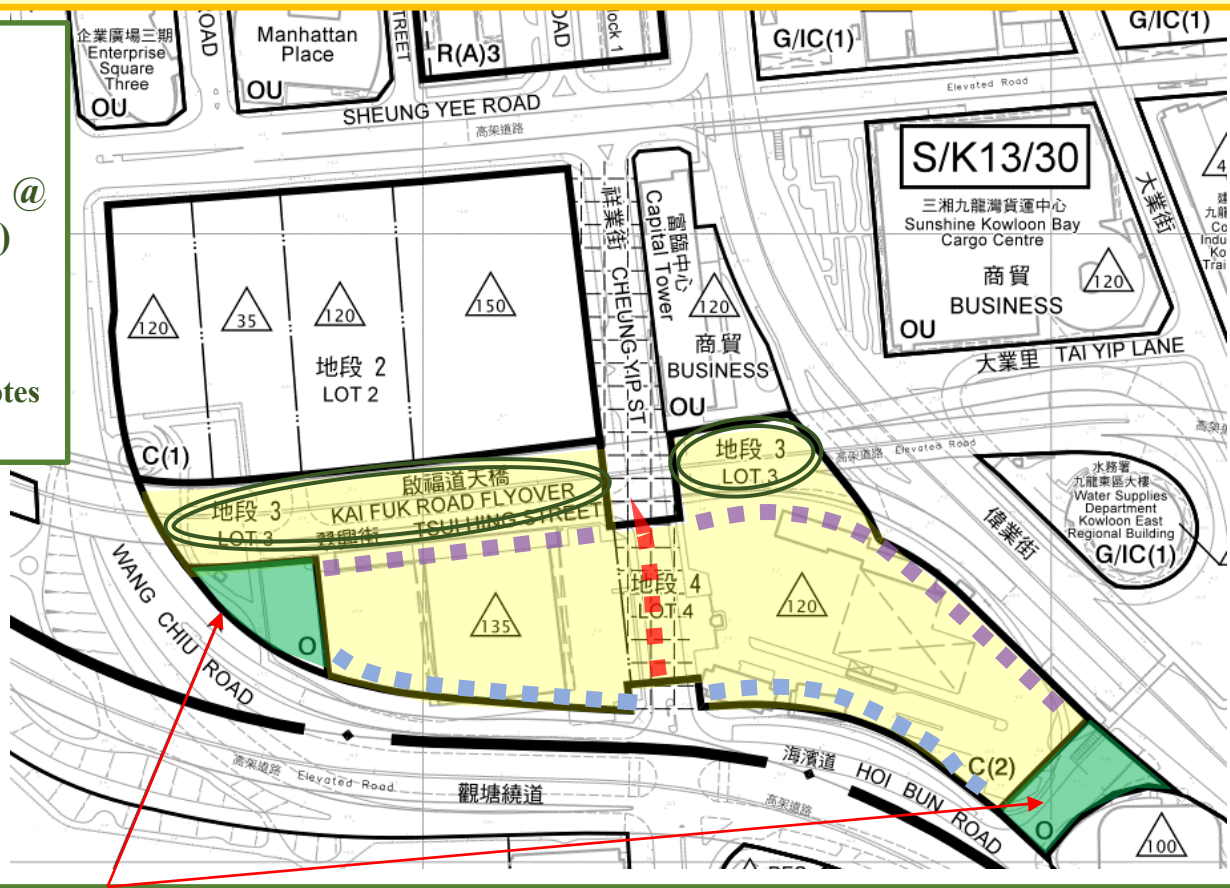 企業廣場三期
Enterprise
Square
Three
OU
ROAD
Manhattan
Place
OU
STREET
R(A)3
ROAD
Block 1
G/IC(1)
G/IC(1)
Elevated Road
SHEUNG YEE ROAD
高架道路
@
)
S/K13/30
三湘九龍灣貨運中心
Sunshine Kowloon Bay
Cargo Centre
商貿
BUSINESS
120
OU
大業街
大業里 TAI YIP LANE
祥業街 CHEUNG YIP ST
富臨中心
Capital Tower
120
商貿
BUSINESS
OU
120
35
120
150
地段 2
LOT 2
C(1)
地段 3
LOT 3
啟福道天橋
KAI FUK ROAD FLYOVER
翠興街 TSUI HING STREET
地段 3
LOT 3
高架道路 Elevated Road
水務署
九龍東區大樓
Water Supplies
Department
Kowloon East
Regional Building
G/IC(1)
偉業街
WANG CHIU ROAD
O
135
地段 4
LOT 4
120
C(2)
O
高架道路 Elevated Road
觀塘繞道
海濱道 HOI BUN ROAD
高架道路
100